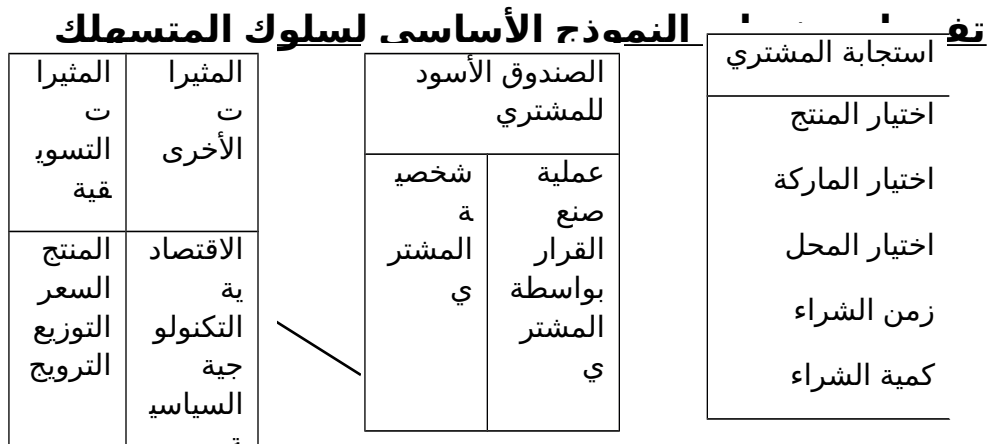 النموذج الأساسي لسلوك المتسهلك
استجابة المشتري
اختيار المنتج
اختيار الماركة
اختيار المحل
زمن الشراء
كمية الشراء
الصندوق الأسود
للمشتري
عملية
صنع
القرار
بواسطة
المشتر
ي
شخصي
ة
المشتر
ي
المثيرا
ت
الأخرى
المثيرا
ت
التسوي
قية
الاقتصاد
ية
التكنولو
جية
السياسي
ة
المنتج
السعر
التوزيع
الترويج